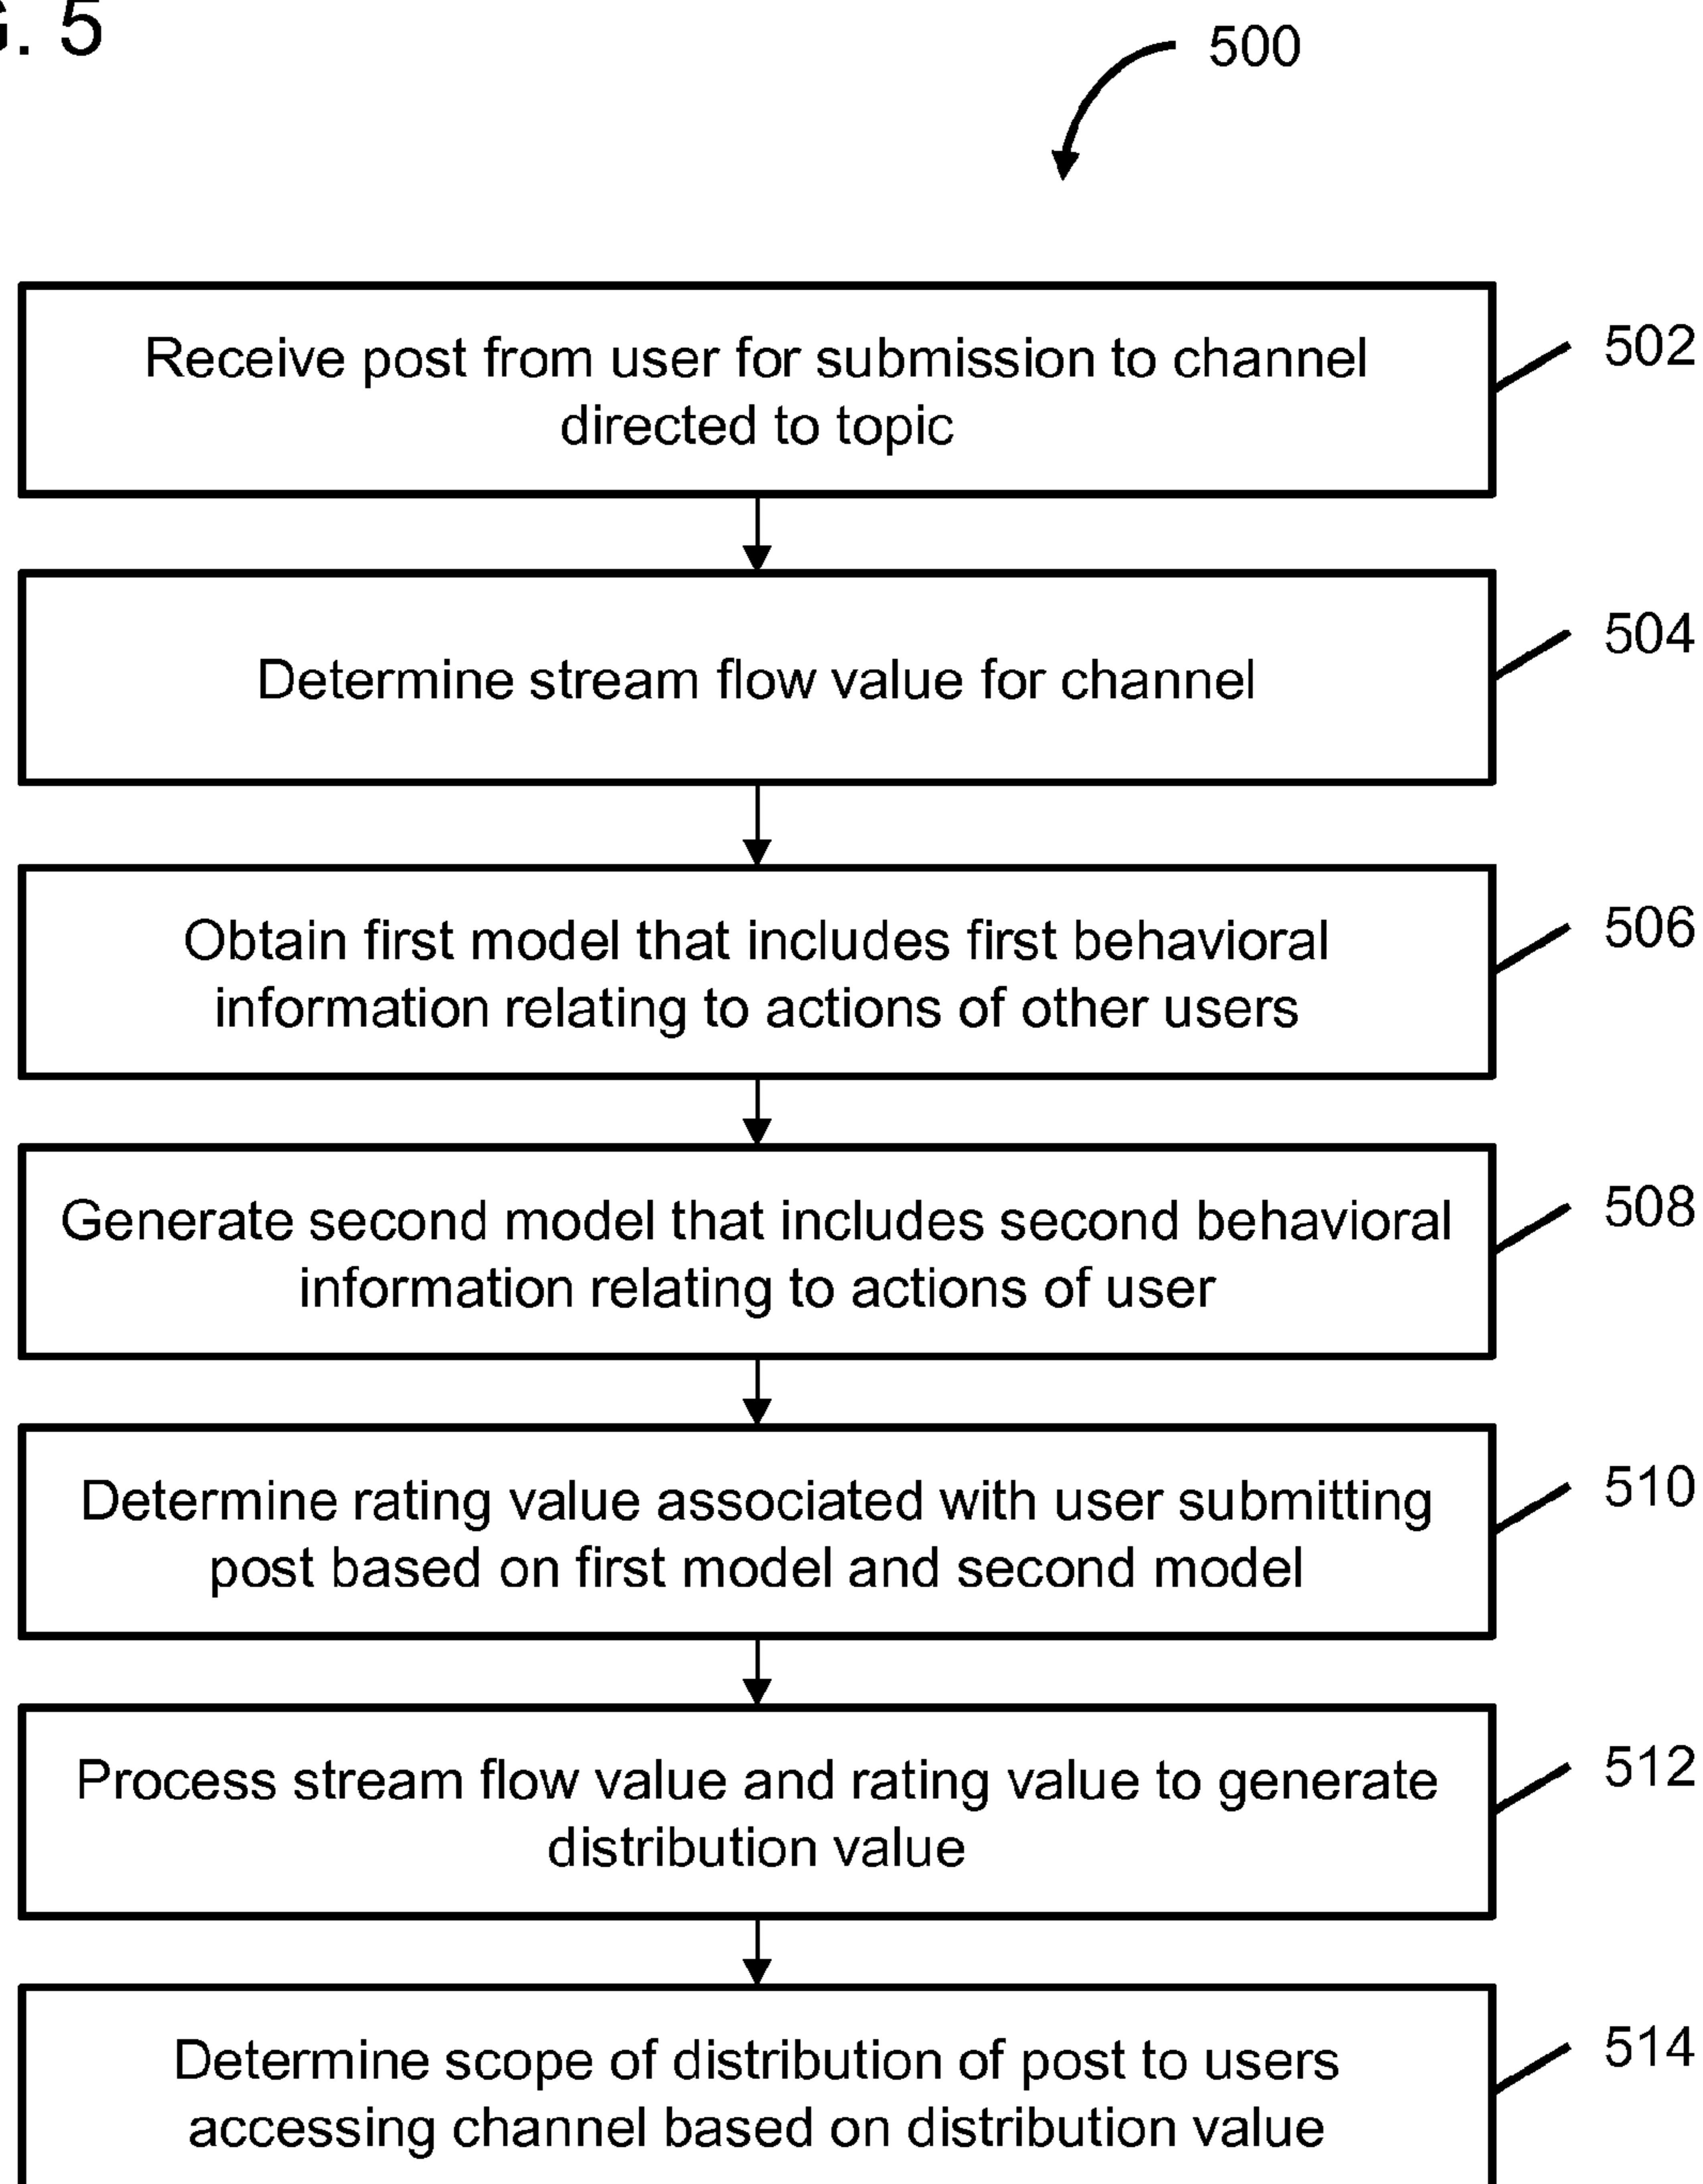 G. 5
500
Receive post from user for submission to channel
directed to topic
502
Determine stream flow value for channel
504
Obtain first model that includes first behavioral
information relating to actions of other users
506
Generate second model that includes second behavioral
information relating to actions of user
508
Determine rating value associated with user submitting
post based on first model and second model
510
Process stream flow value and rating value to generate
distribution value
512
Determine scope of distribution of post to users
accessing channel based on distribution value
514